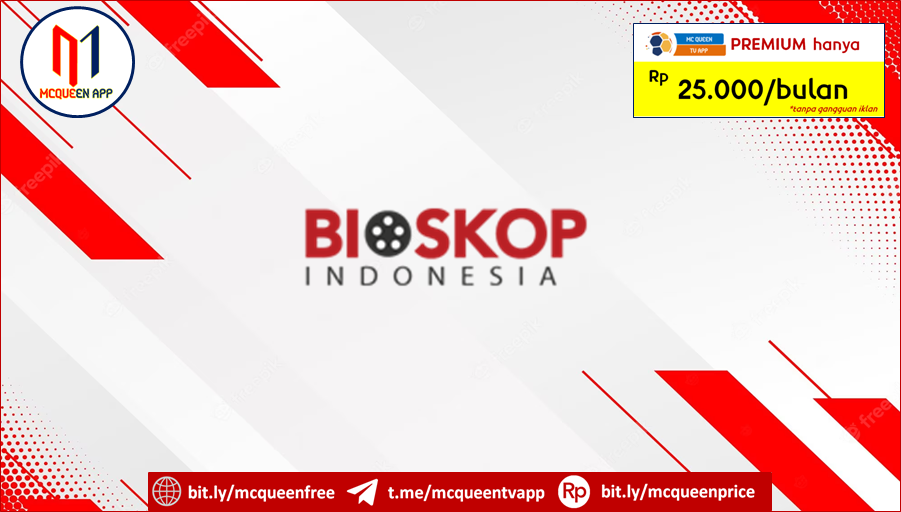 MCQUEEN APP
MC QUEEN
TV APP
PREMIUM hanya
Rp 25.000/bulan
*tanpa gangguan iklan
BIOSKOP
INDONESIA
bit.ly/mcqueenfree
t.me/mcqueentvapp
Rp
bit.ly/mcqueenprice
freepik